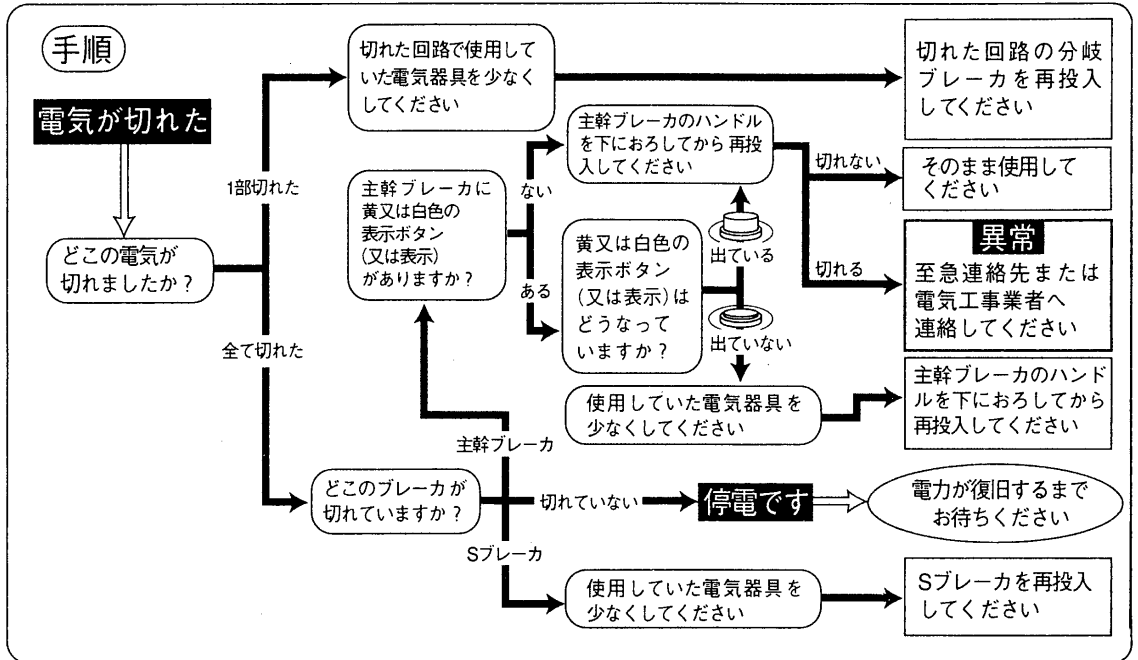 手順
電気が切れた
どこの電気が
切れましたか？
1部切れた
全て切れた
切れた回路で使用して
いた電気器具を少なく
してください
切れた回路の分岐
ブレーカを再投入
してください
主幹ブレーカに
黄又は白色の
表示ボタン
(又は表示)
がありますか？
ない
ある
主幹ブレーカのハンドル
を下におろしてから再投
入してください
黄又は白色の
表示ボタン
(又は表示)は
どうなって
いますか？
出ている
出ていない
切れない
そのまま使用して
ください
切れる
異常
至急連絡先または
電気工事業者へ
連絡してください
使用していた電気器具を
少なくしてください
主幹ブレーカのハンド
ルを下におろしてから
再投入してください
どこのブレーカが
切れていますか？
主幹ブレーカ
切れていない
停電です
電力が復旧するまで
お待ちください
Sブレーカ
使用していた電気器具を
少なくしてください
Sブレーカを再投入
してください